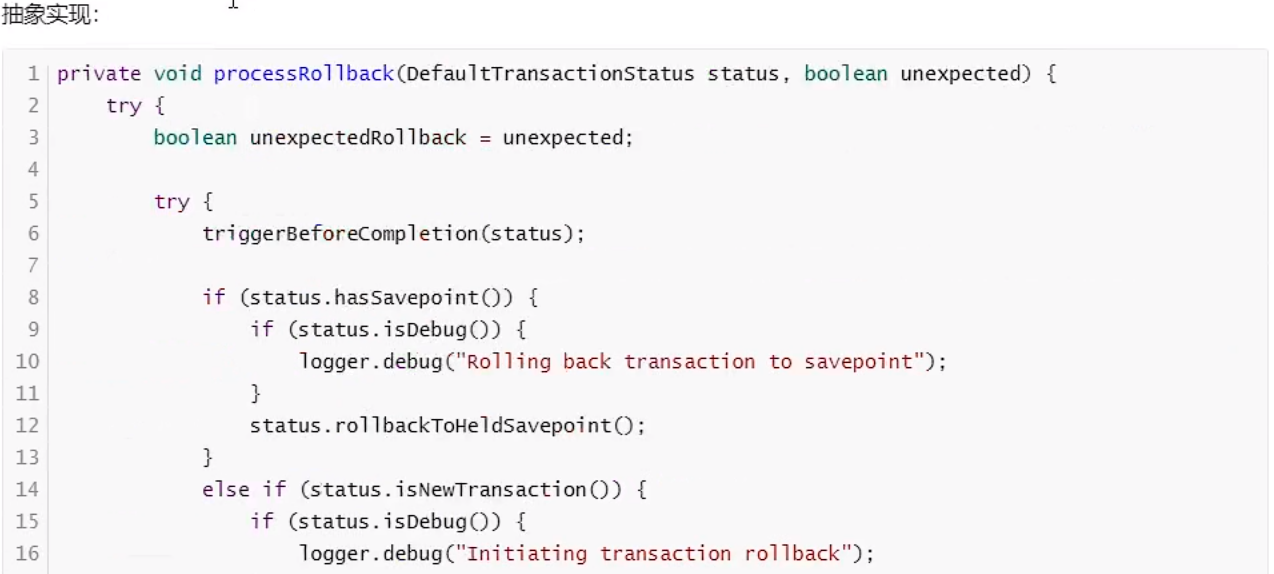 抽象实现：
1 private void processRollback(DefaultTransactionStatus status, boolean unexpected) {
2     try {
3         boolean unexpectedRollback = unexpected;
4
5         try {
6             triggerBeforeCompletion(status);
7
8             if (status.hasSavepoint()) {
9                 if (status.isDebug()) {
10                     logger.debug("Rolling back transaction to savepoint");
11                 }
12                 status.rollbackToHeldSavepoint();
13             }
14             else if (status.isNewTransaction()) {
15                 if (status.isDebug()) {
16                     logger.debug("Initiating transaction rollback");